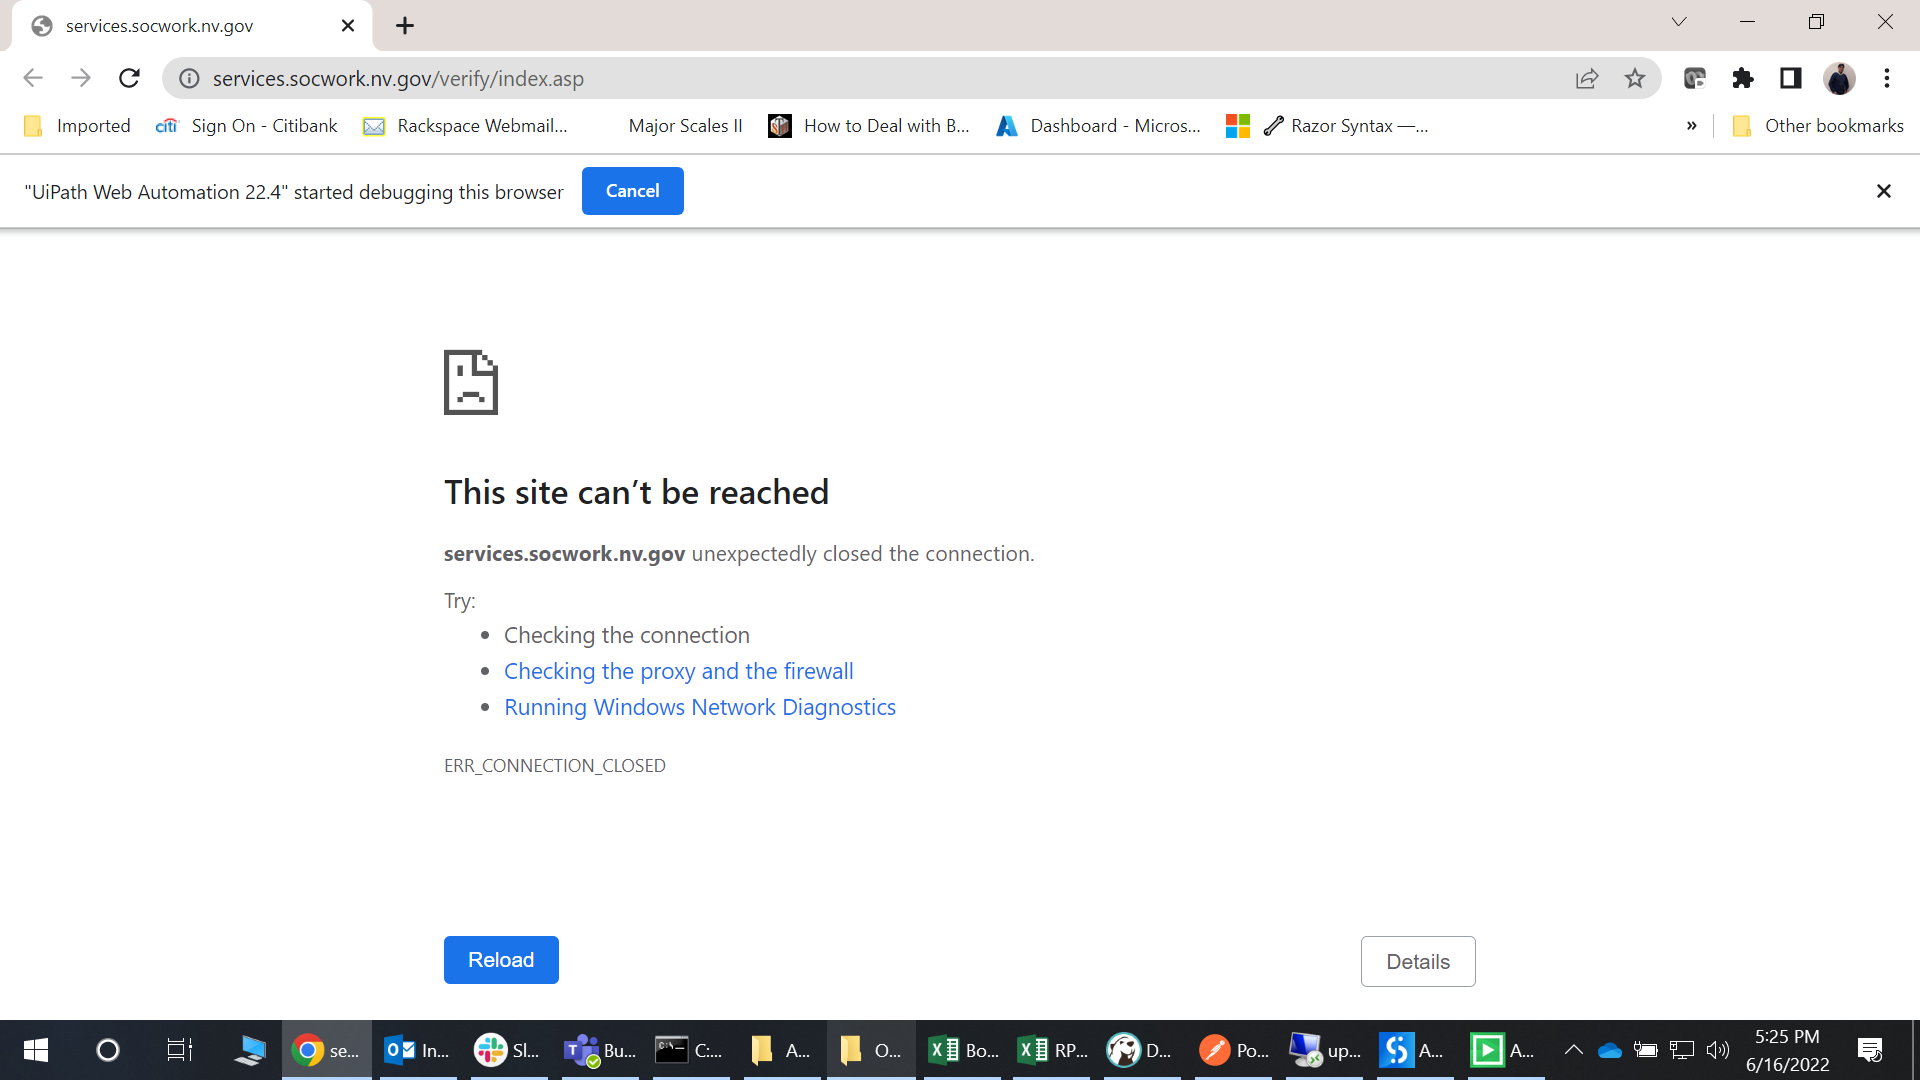 services.socwork.nv.gov
services.socwork.nv.gov/verify/index.asp
Imported
citi
Sign On - Citibank
Rackspace Webmail...
Major Scales II
How to Deal with B...
Dashboard - Micros...
Razor Syntax —...
»
Other bookmarks
"UiPath Web Automation 22.4" started debugging this browser
Cancel
This site can’t be reached
services.socwork.nv.gov unexpectedly closed the connection.
Try:
• Checking the connection
• Checking the proxy and the firewall
• Running Windows Network Diagnostics
ERR_CONNECTION_CLOSED
Reload
Details
se...
In...
Sl...
Bu...
C:...
A...
O...
Bo...
RP...
D...
Po...
up...
A...
A...
5:25 PM
6/16/2022